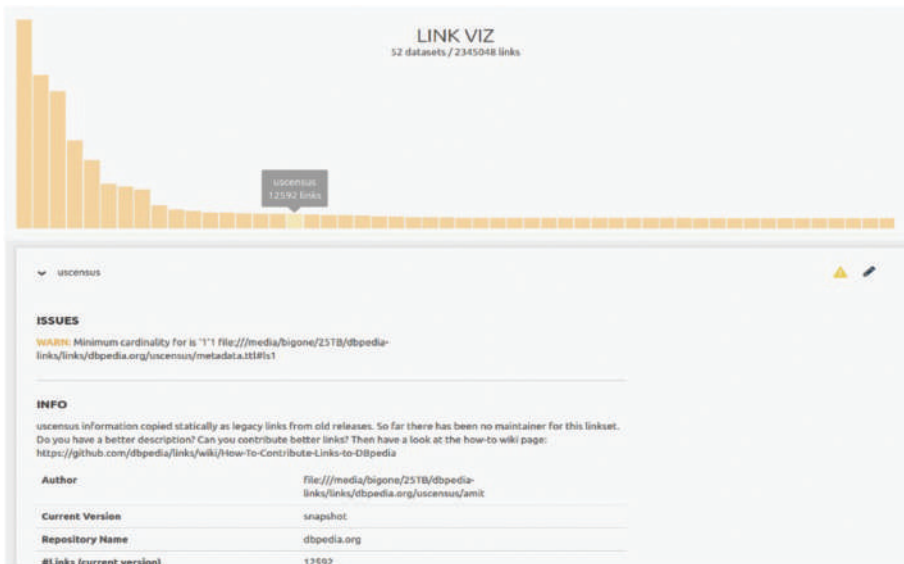 LINK VIZ
52 datasets / 2345048 links
uscensus
12592 links
uscensus
ISSUES
WARN: Minimum cardinality for is '1'1 file:///media/bigone/25TB/dbpedia-
links/links/dbpedia.org/uscensus/metadata.ttl#ls1
INFO
uscensus information copied statically as legacy links from old releases. So far there has been no maintainer for this linkset.
Do you have a better description? Can you contribute better links? Then have a look at the how-to wiki page:
https://github.com/dbpedia/links/wiki/How-To-Contribute-Links-to-DBpedia
Author file:///media/bigone/25TB/dbpedia-
links/links/dbpedia.org/uscensus/amit
Current Version snapshot
Repository Name dbpedia.org
#Links (current version) 12592